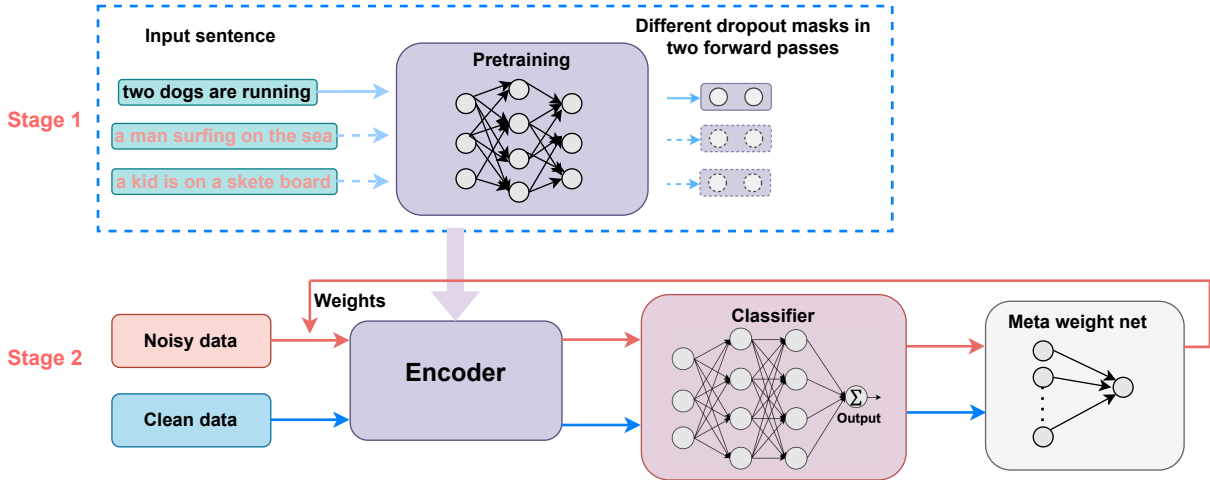 Input sentence
Different dropout masks in
two forward passes
Pretraining
two dogs are running
Stage 1
a man surfing on the sea
a kid is on a skete board
Weights
Noisy data
Classifier
Meta weight net
Stage 2
Encoder
Σ
Output
Clean data